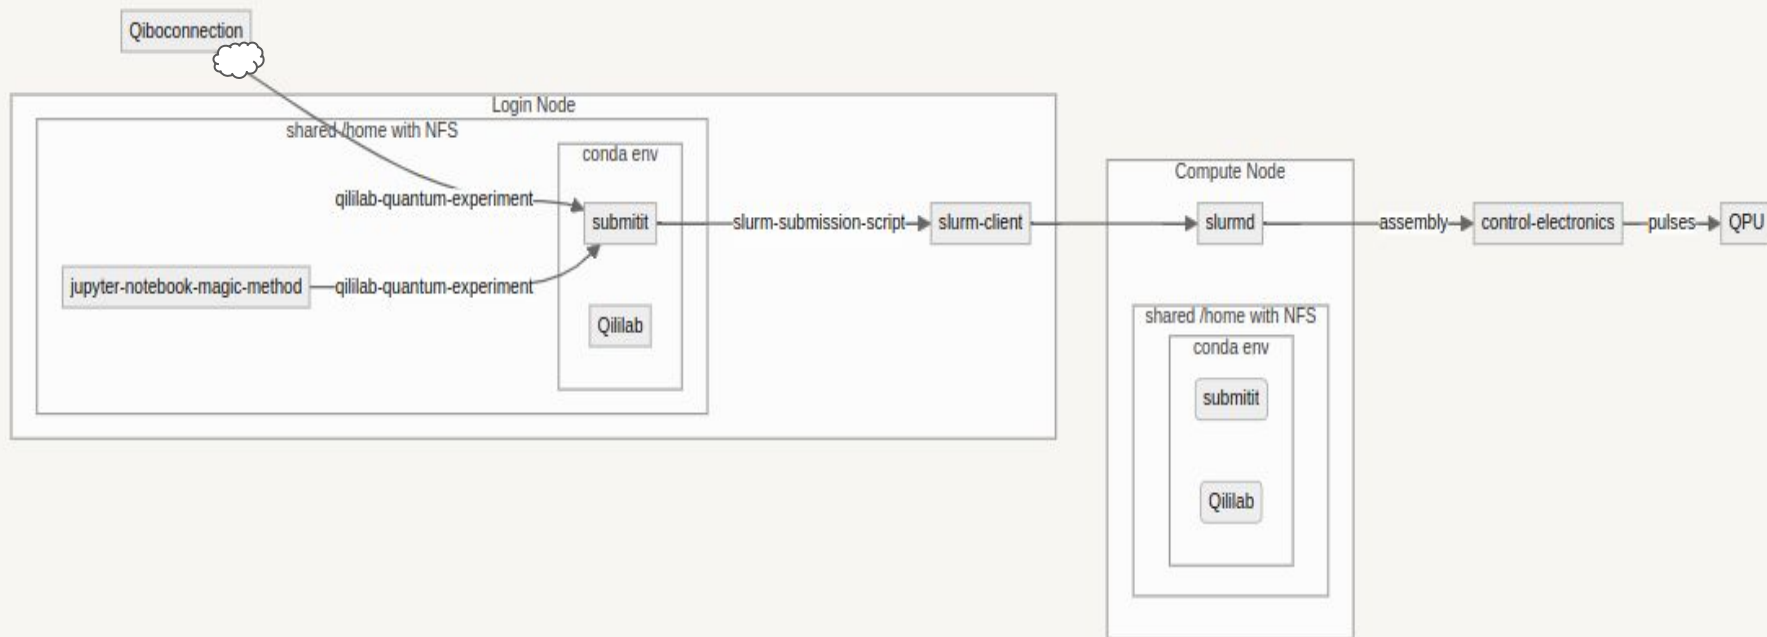 Qiboconnection
Login Node
shared /home with NFS
conda env
qililab-quantum-experiment
submitit
slurm-submission-script
slurm-client
jupyter-notebook-magic-method
qililab-quantum-experiment
Qililab
Compute Node
slurmd
assembly
control-electronics
pulses
QPU
shared /home with NFS
conda env
submitit
Qililab